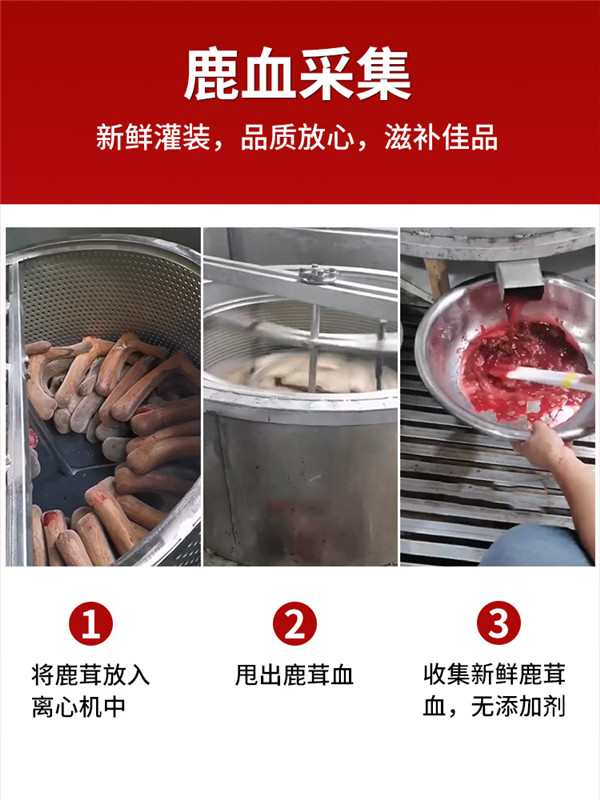 鹿血采集
新鲜灌装，品质放心，滋补佳品
1
将鹿茸放入
离心机中
2
甩出鹿茸血
3
收集新鲜鹿茸
血，无添加剂